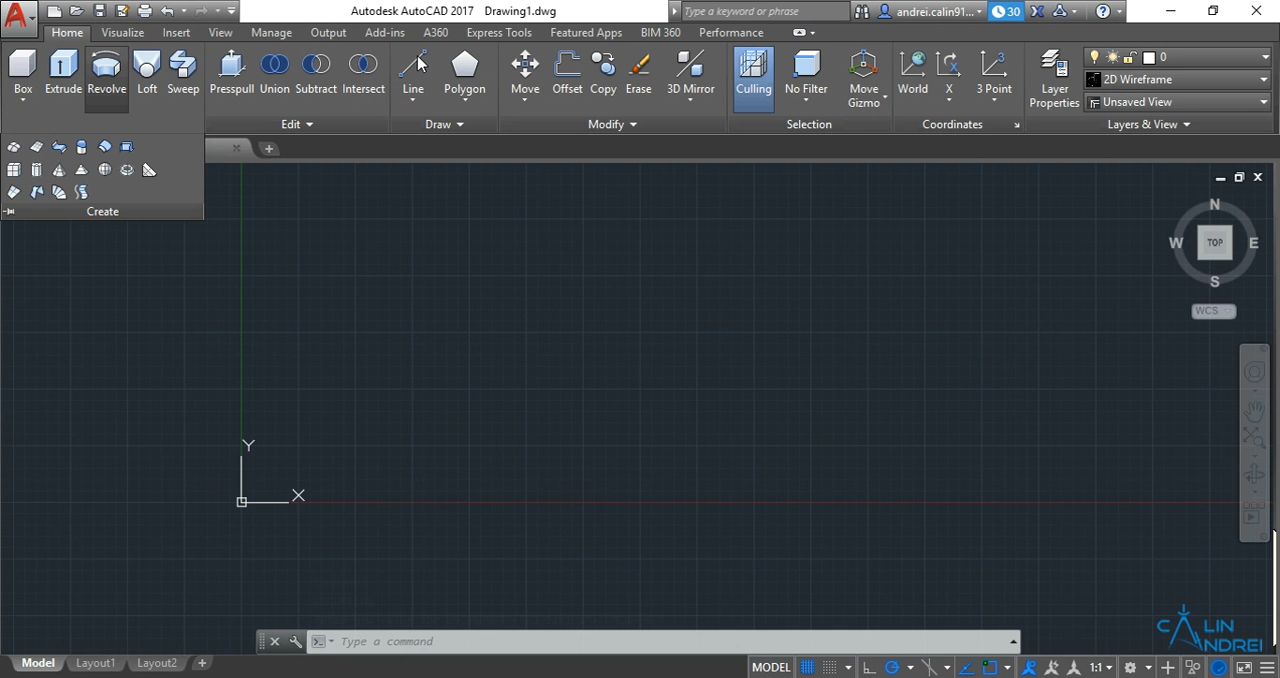 Autodesk AutoCAD 2017 Drawing1.dwg
Type a keyword or phrase
andrei.calin91...
30
Home Visualize Insert View Manage Output Add-ins A360 Express Tools Featured Apps BIM 360 Performance
Box Extrude Revolve Loft Sweep Presspull Union Subtract Intersect Line Polygon Move Offset Copy Erase 3D Mirror Culling No Filter Move Gizmo World X 3 Point Layer Properties
0
2D Wireframe
Unsaved View
Edit Draw Modify Selection Coordinates Layers & View
Create
N
W TOP E
S
WCS
Y
X
CALIN
ANDREI
Type a command
Model Layout1 Layout2
MODEL 1:1